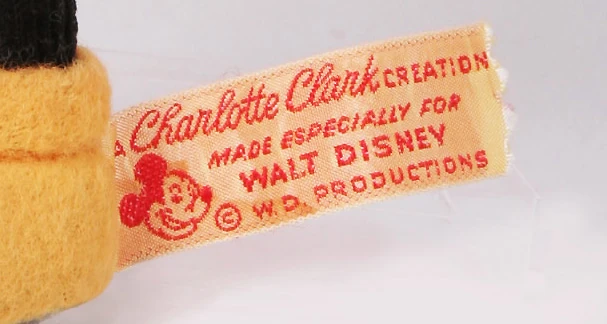 A Charlotte Clark CREATION
MADE ESPECIALLY FOR
WALT DISNEY
© W.D. PRODUCTIONS